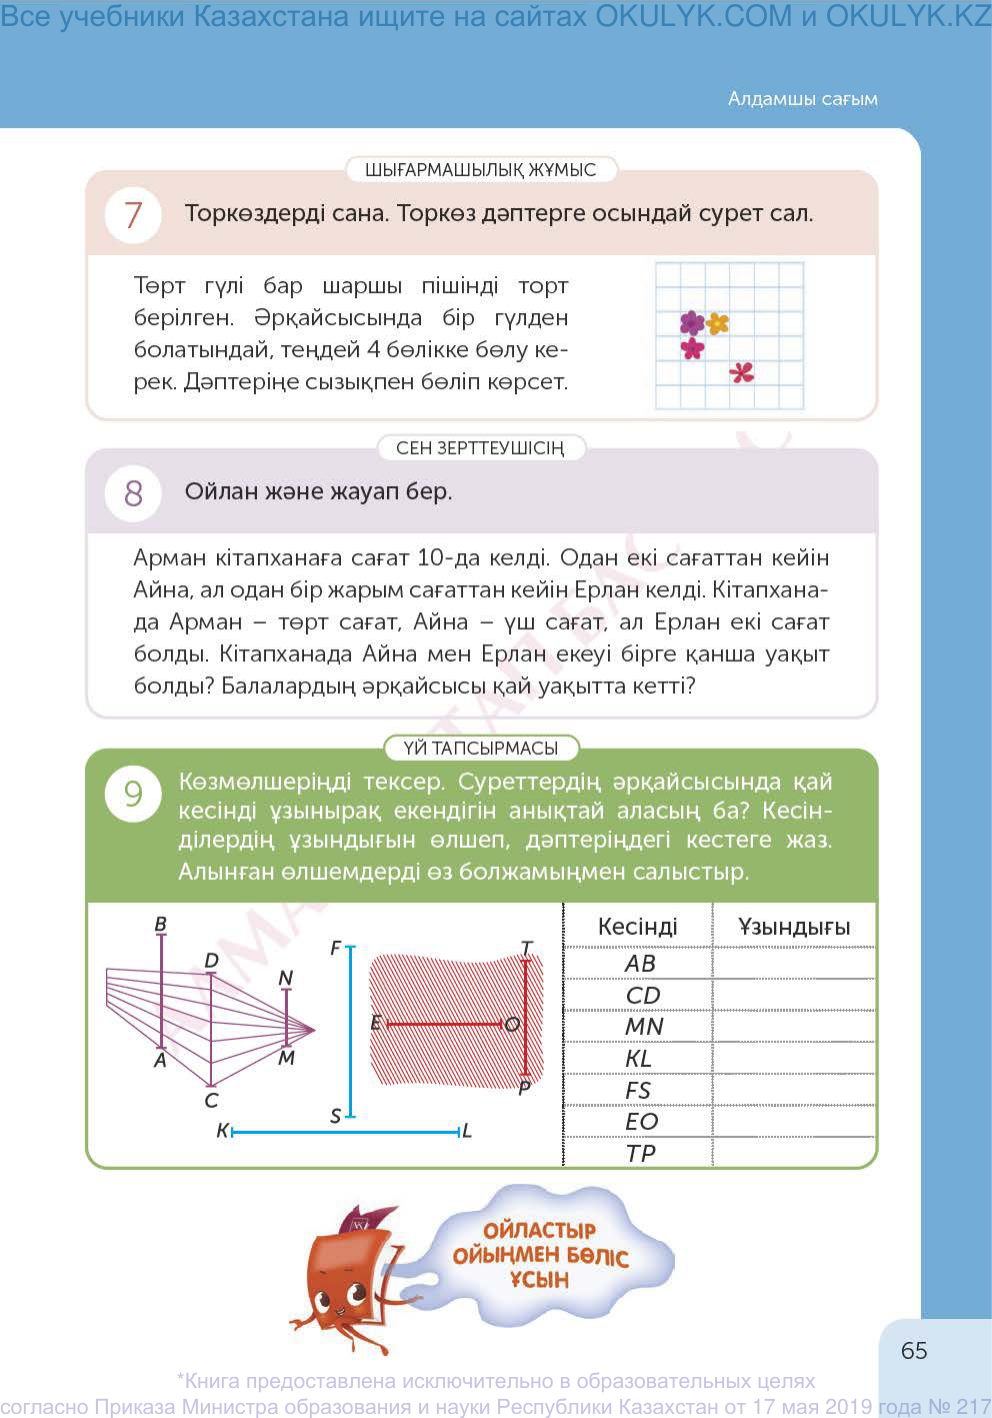 Все учебники Казахстана ищите на сайтах OKULYK.COM и OKULYK.KZ
Алдамшы сағым
ШЫҒАРМАШЫЛЫҚ ЖҰМЫС
7
Торкөздерді сана. Торкөз дәптерге осындай сурет сал.
Төрт гүлі бар шаршы пішінді торт
берілген. Әрқайсысында бір гүлден
болатындай, теңдей 4 бөлікке бөлу ке-
рек. Дәптеріңе сызықпен бөліп көрсет.
СЕН ЗЕРТТЕУШІСІҢ
8
Ойлан және жауап бер.
Арман кітапханаға сағат 10-да келді. Одан екі сағаттан кейін
Айна, ал одан бір жарым сағаттан кейін Ерлан келді. Кітапхана-
да Арман – төрт сағат, Айна – үш сағат, ал Ерлан екі сағат
болды. Кітапханада Айна мен Ерлан екеуі бірге қанша уақыт
болды? Балалардың әрқайсысы қай уақытта кетті?
ҮЙ ТАПСЫРМАСЫ
9
Көзмөлшеріңді тексер. Суреттердің әрқайсысында қай
кесінді ұзынырақ екендігін анықтай аласың ба? Кесін-
ділердің ұзындығын өлшеп, дәптеріңдегі кестеге жаз.
Алынған өлшемдерді өз болжамыңмен салыстыр.
B
D
N
A
M
C
F
S
K
L
T
E
O
P
Кесінді Ұзындығы
AB
CD
MN
KL
FS
EO
TP
ОЙЛАСТЫР
ОЙЫҢМЕН БӨЛІС
ҰСЫН
65
*Книга предоставлена исключительно в образовательных целях
согласно Приказа Министра образования и науки Республики Казахстан от 17 мая 2019 года № 217